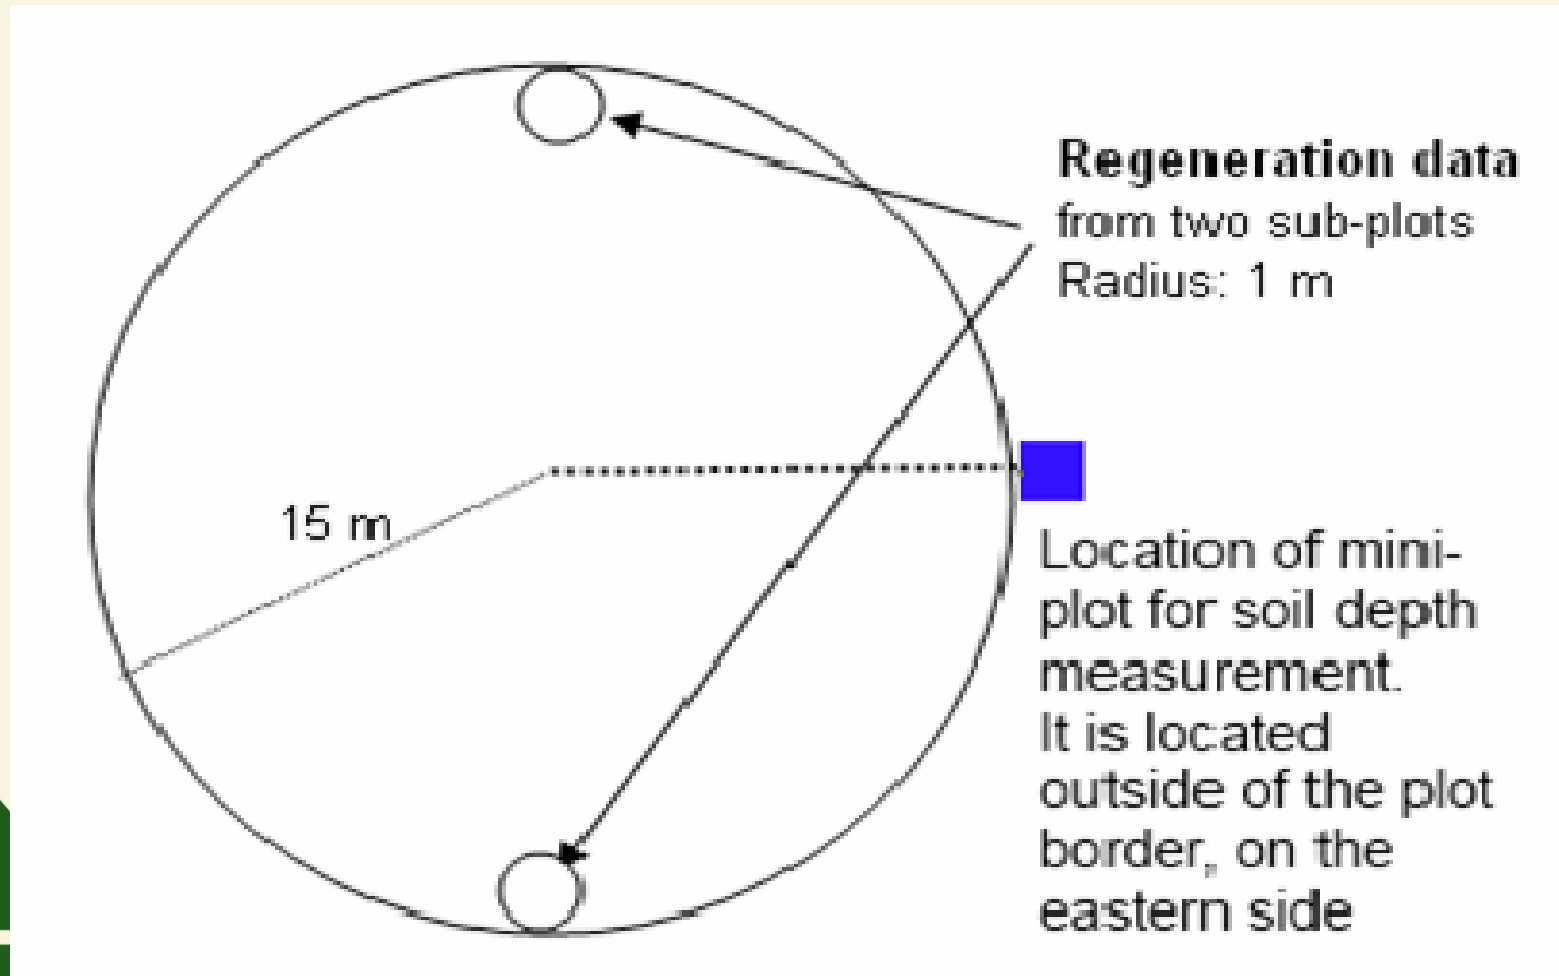 Regeneration data
from two sub-plots
Radius: 1 m
15 m
Location of mini-
plot for soil depth
measurement.
It is located
outside of the plot
border, on the
eastern side